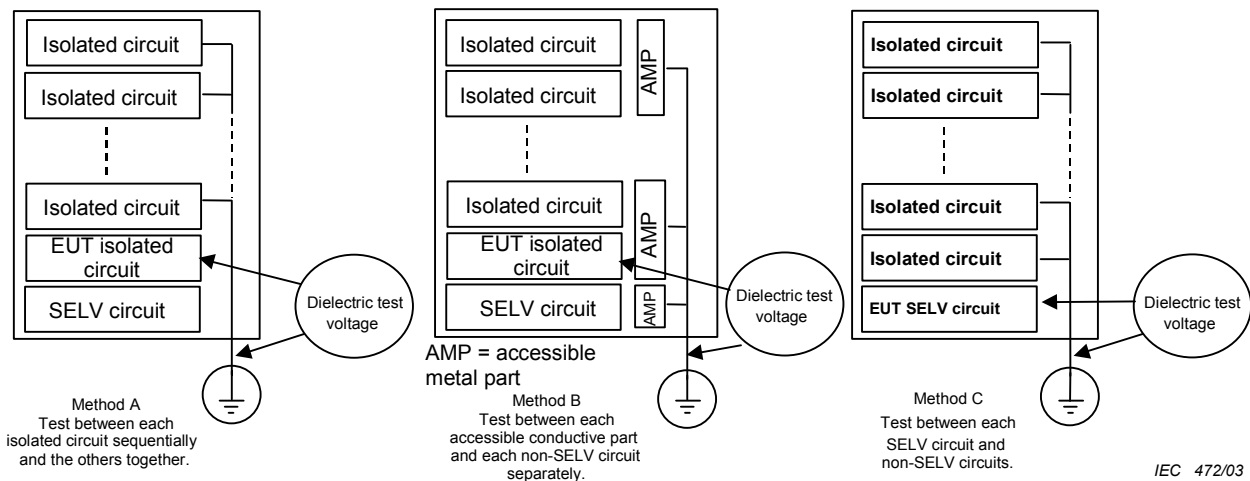 Isolated circuit
Isolated circuit
Isolated circuit
EUT isolated
circuit
SELV circuit
Dielectric test
voltage
Method A
Test between each
isolated circuit sequentially
and the others together.
Isolated circuit
Isolated circuit
AMP
Isolated circuit
EUT isolated
circuit
AMP
SELV circuit
AMP
Dielectric test
voltage
AMP = accessible
metal part
Method B
Test between each
accessible conductive part
and each non-SELV circuit
separately.
Isolated circuit
Isolated circuit
Isolated circuit
Isolated circuit
EUT SELV circuit
Dielectric test
voltage
Method C
Test between each
SELV circuit and
non-SELV circuits.
IEC 472/03